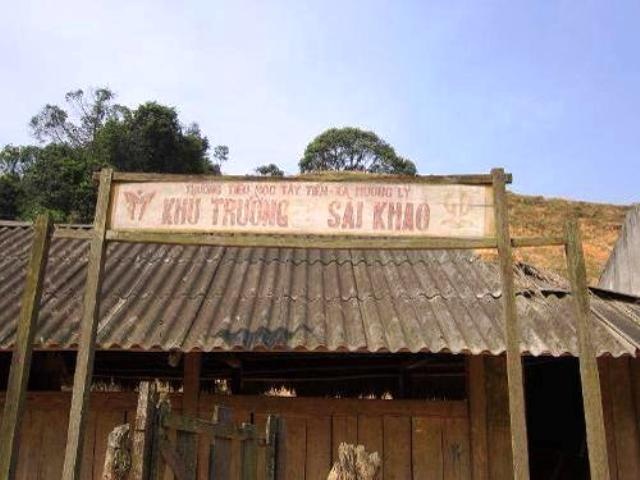 TRƯỜNG TIỂU HỌC TÂY TIẾN - XÃ MƯỜNG LÝ
KHU TRƯỜNG SÀI KHAO